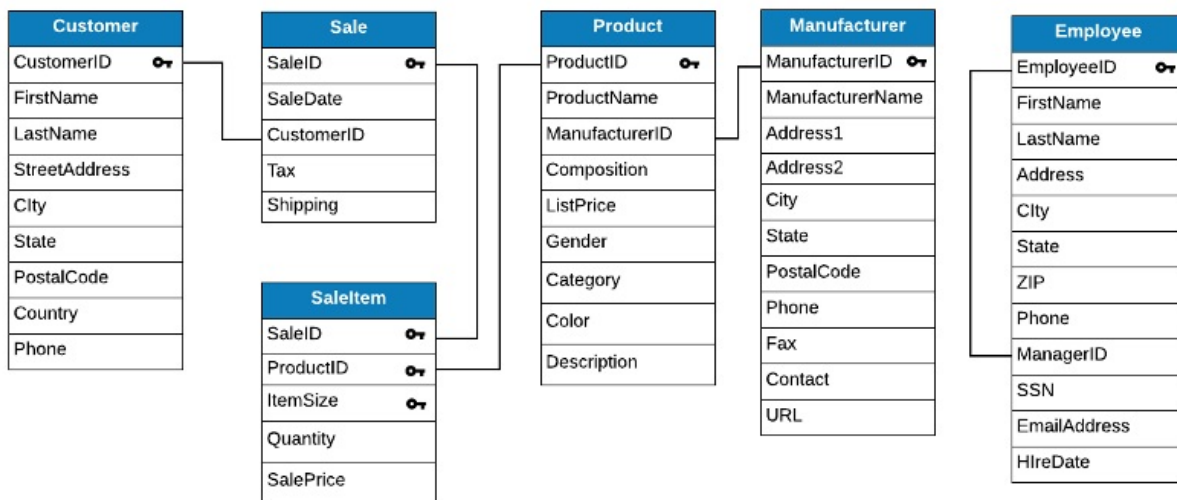 Customer
CustomerID
FirstName
LastName
StreetAddress
CIty
State
PostalCode
Country
Phone
Sale
SaleID
SaleDate
CustomerID
Tax
Shipping
SaleItem
SaleID
ProductID
ItemSize
Quantity
SalePrice
Product
ProductID
ProductName
ManufacturerID
Composition
ListPrice
Gender
Category
Color
Description
Manufacturer
ManufacturerID
ManufacturerName
Address1
Address2
City
State
PostalCode
Phone
Fax
Contact
URL
Employee
EmployeeID
FirstName
LastName
Address
CIty
State
ZIP
Phone
ManagerID
SSN
EmailAddress
HIreDate